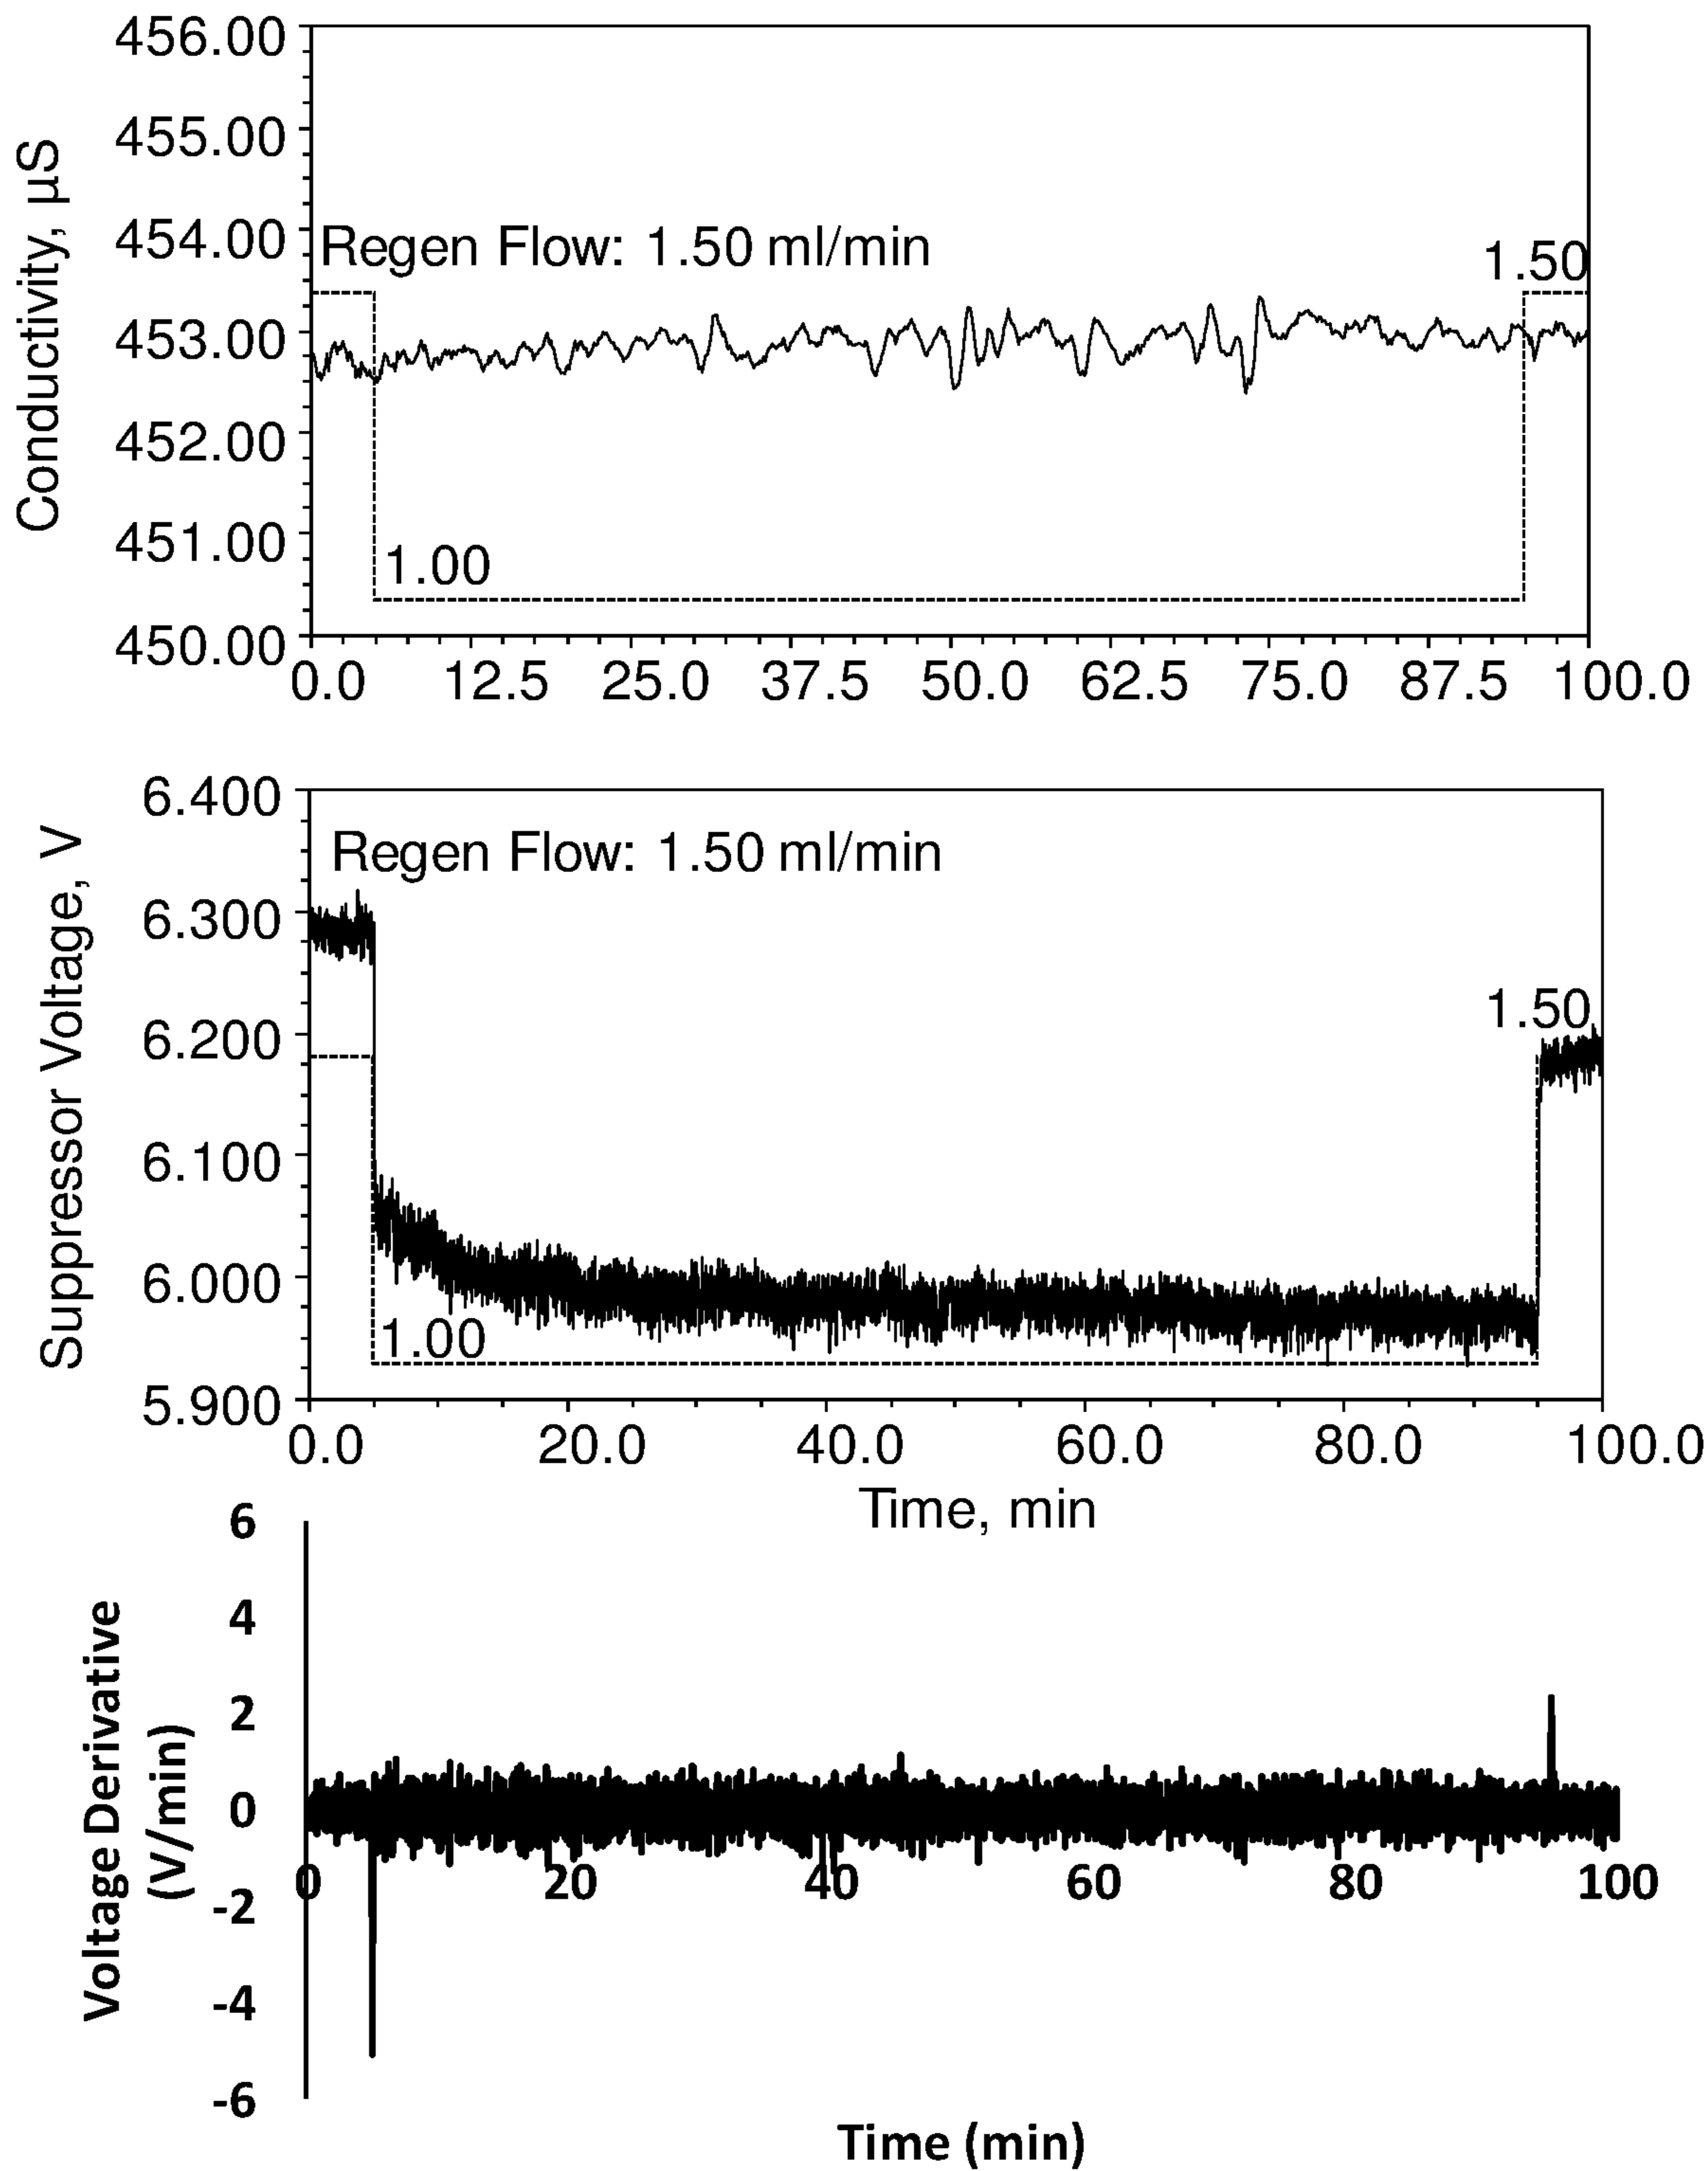 456.00
455.00
454.00
453.00
452.00
451.00
450.00
Conductivity, µS
Regen Flow: 1.50 ml/min
1.50
1.00
0.0 12.5 25.0 37.5 50.0 62.5 75.0 87.5 100.0
6.400
6.300
6.200
6.100
6.000
5.900
Suppressor Voltage, V
Regen Flow: 1.50 ml/min
1.50
1.00
0.0 20.0 40.0 60.0 80.0 100.0
Time, min
6
4
2
0
-2
-4
-6
Voltage Derivative
(V/min)
0 20 40 60 80 100
Time (min)